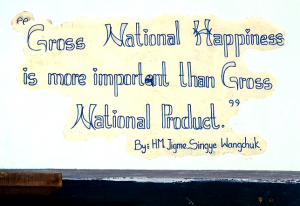 “Gross National Happiness
is more important than Gross
National Product.”
By: HM Jigme Singye Wangchuk